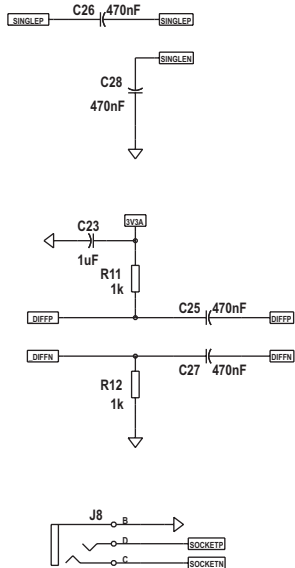 C26 470nF
_SINGLEP SINGLEP
SINGLEN
C28
470nF
3V3A
C23
1uF
R11
1k
C25 470nF
_DIFFP DIFFP
_DIFFN DIFFN
C27 470nF
R12
1k
J8 B
D SOCKETP
C SOCKETN